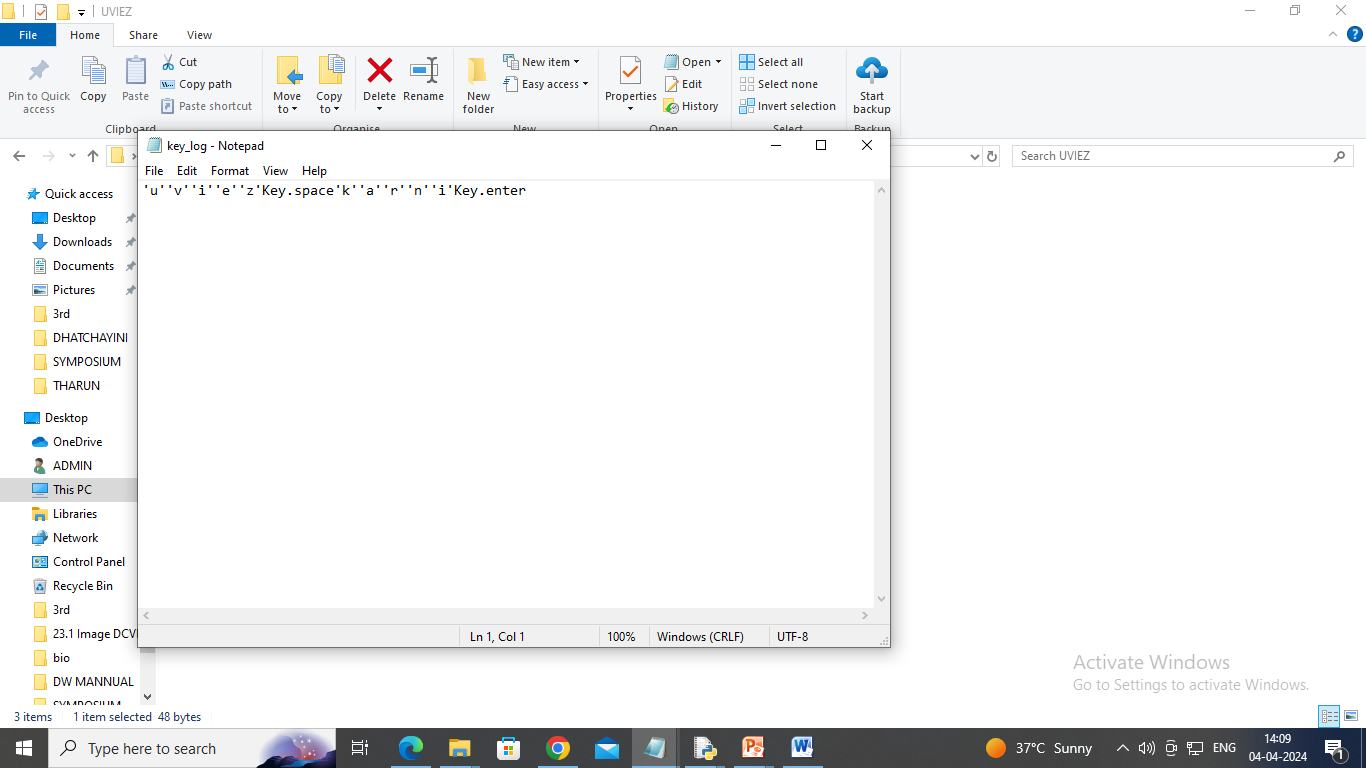 UVIEZ
File Home Share View
Pin to Quick access
Copy
Paste
Cut
Copy path
Paste shortcut
Clipboard
Move to
Copy to
Delete
Rename
Organise
New folder
New item
Easy access
New
Properties
Open
Edit
History
Open
Select all
Select none
Invert selection
Select
Start backup
Backup
Search UVIEZ
key_log - Notepad
File Edit Format View Help
'u''v''i''e''z'Key.space'k''a''r''n''i'Key.enter
Ln 1, Col 1 100% Windows (CRLF) UTF-8
Quick access
Desktop
Downloads
Documents
Pictures
3rd
DHATCHAYINI
SYMPOSIUM
THARUN
Desktop
OneDrive
ADMIN
This PC
Libraries
Network
Control Panel
Recycle Bin
3rd
23.1 Image DCV
bio
DW MANNUAL
SYMPOSIUM
Activate Windows
Go to Settings to activate Windows.
3 items 1 item selected 48 bytes
Type here to search
37°C Sunny
ENG
14:09
04-04-2024
1